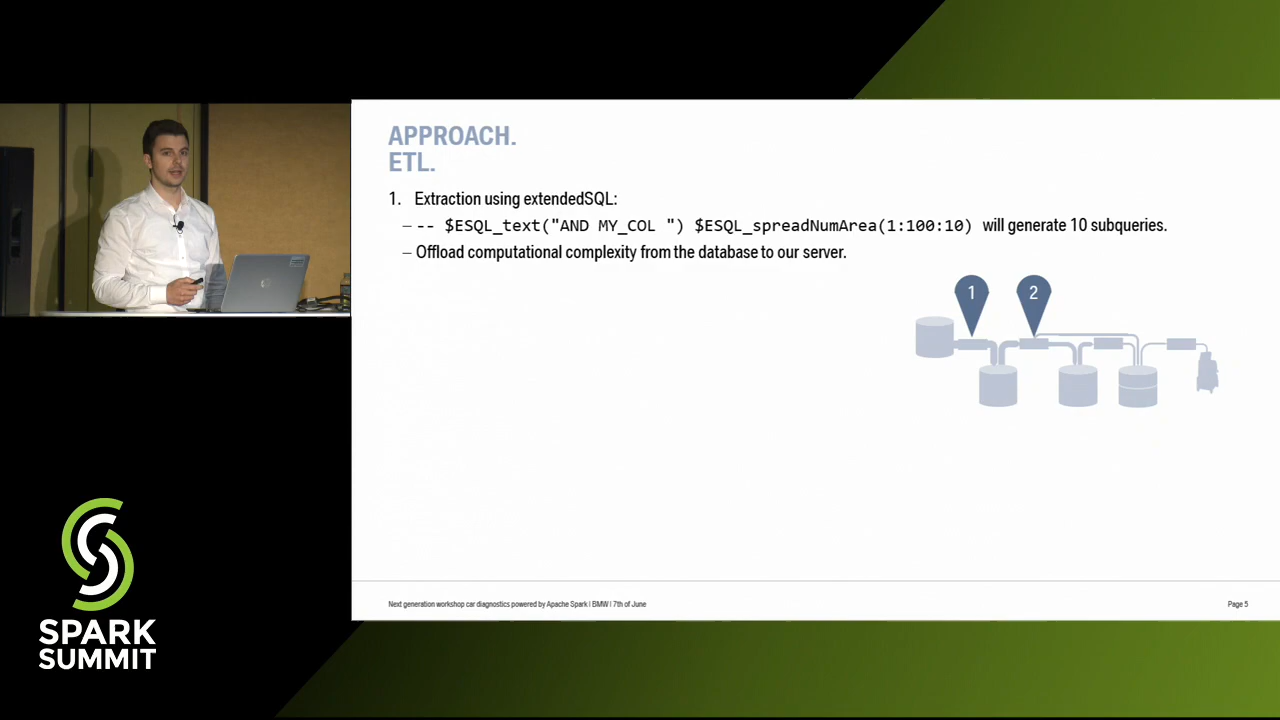 APPROACH.
ETL.
1. Extraction using extendedSQL:
– -- $ESQL_text("AND MY_COL ") $ESQL_spreadNumArea(1:100:10) will generate 10 subqueries.
– Offload computational complexity from the database to our server.
1
2
Next generation workshop car diagnostics powered by Apache Spark | BMW | 7th of June
Page 5
SPARK
SUMMIT